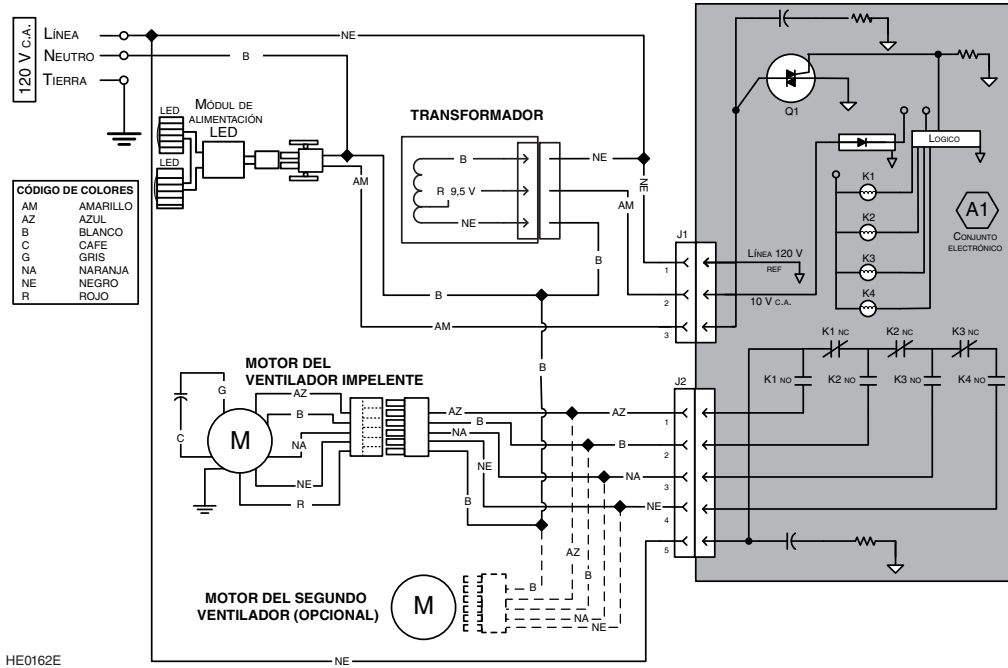 120 V C.A.
LÍNEA
NEUTRO
TIERRA
NE
B
LED
LED
MÓDUL DE
ALIMENTACIÓN
LED
AM
TRANSFORMADOR
B
R 9,5 V
NE
NE
AM
NE
B
B
AM
CÓDIGO DE COLORES
AM AMARILLO
AZ AZUL
B BLANCO
C CAFE
G GRIS
NA NARANJA
NE NEGRO
R ROJO
J1
1
2
3
LÍNEA 120 V
REF
10 V C.A.
Q1
LOGICO
K1
K2
K3
K4
A1
CONJUNTO
ELECTRÓNICO
K1 NC
K2 NC
K3 NC
K1 NO
K2 NO
K3 NO
K4 NO
MOTOR DEL
VENTILADOR IMPELENTE
G
C
M
AZ
B
NA
NE
R
AZ
B
NA
NE
B
B
AZ
B
NA
NE
J2
1
2
3
4
5
AZ
B
MOTOR DEL SEGUNDO
VENTILADOR (OPCIONAL)
M
B
NA
NE
NE
HE0162E